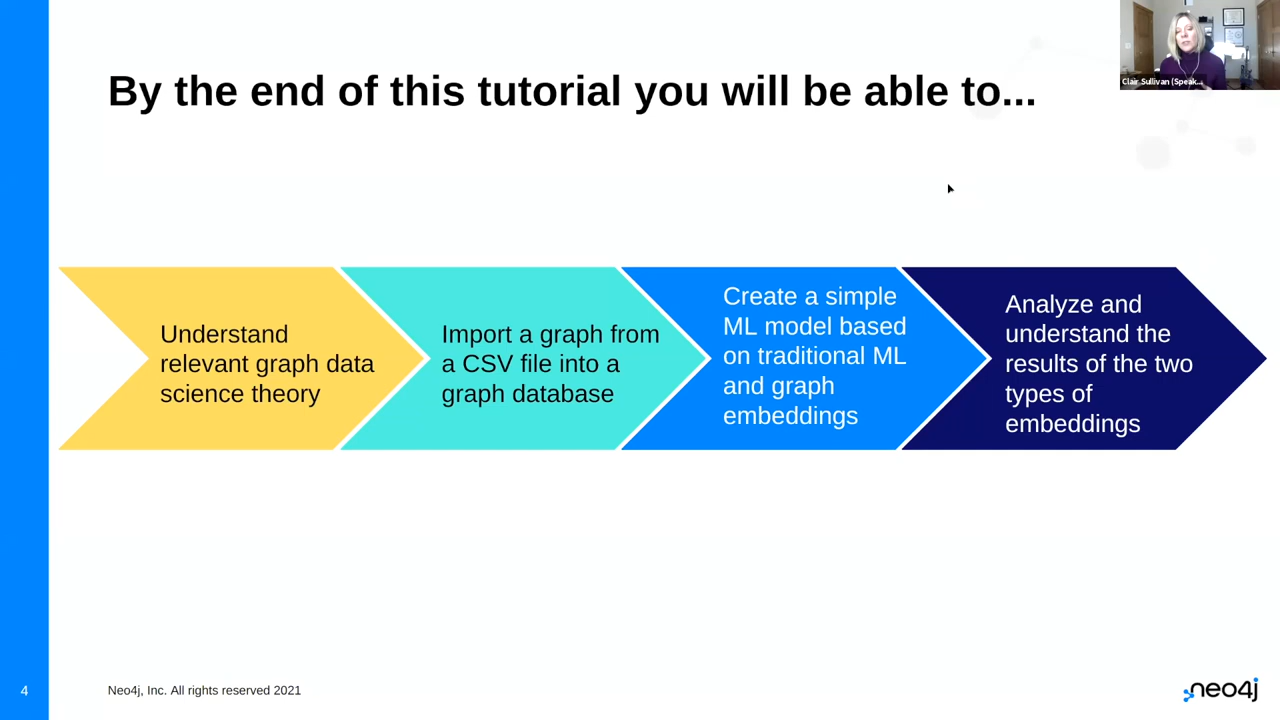 By the end of this tutorial you will be able to...
Clair Sullivan (Speak...
Understand
relevant graph data
science theory
Import a graph from
a CSV file into a
graph database
Create a simple
ML model based
on traditional ML
and graph
embeddings
Analyze and
understand the
results of the two
types of
embeddings
4
Neo4j, Inc. All rights reserved 2021
neo4j